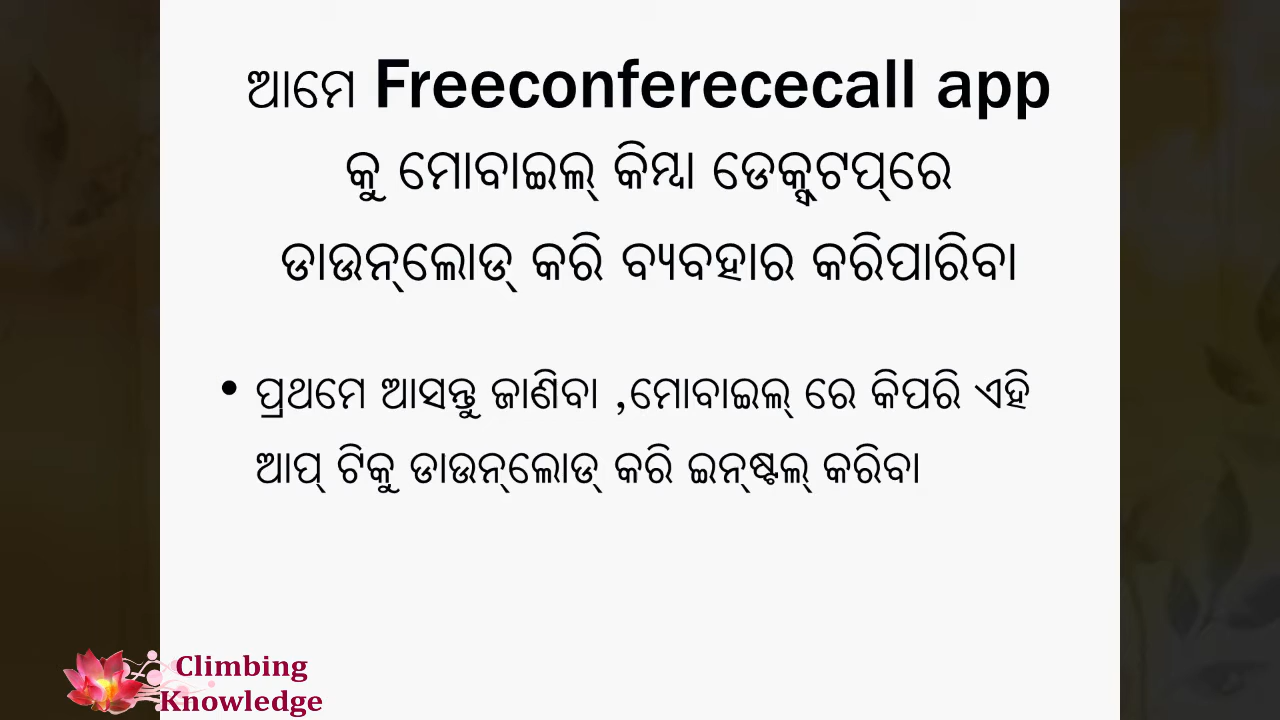 ଆମେ Freeconferececall app
କୁ ମୋବାଇଲ୍ କିମ୍ଵା ଡେକ୍ସଟପ୍‌ରେ
ଡାଉନ୍‌ଲୋଡ୍ କରି ବ୍ୟବହାର କରିପାରିବା
• ପ୍ରଥମେ ଆସନ୍ତୁ ଜାଣିବା ,ମୋବାଇଲ୍ ରେ କିପରି ଏହି
ଆପ୍ ଟିକୁ ଡାଉନ୍‌ଲୋଡ୍ କରି ଇନ୍‌ଷ୍ଟଲ୍ କରିବା
Climbing
Knowledge